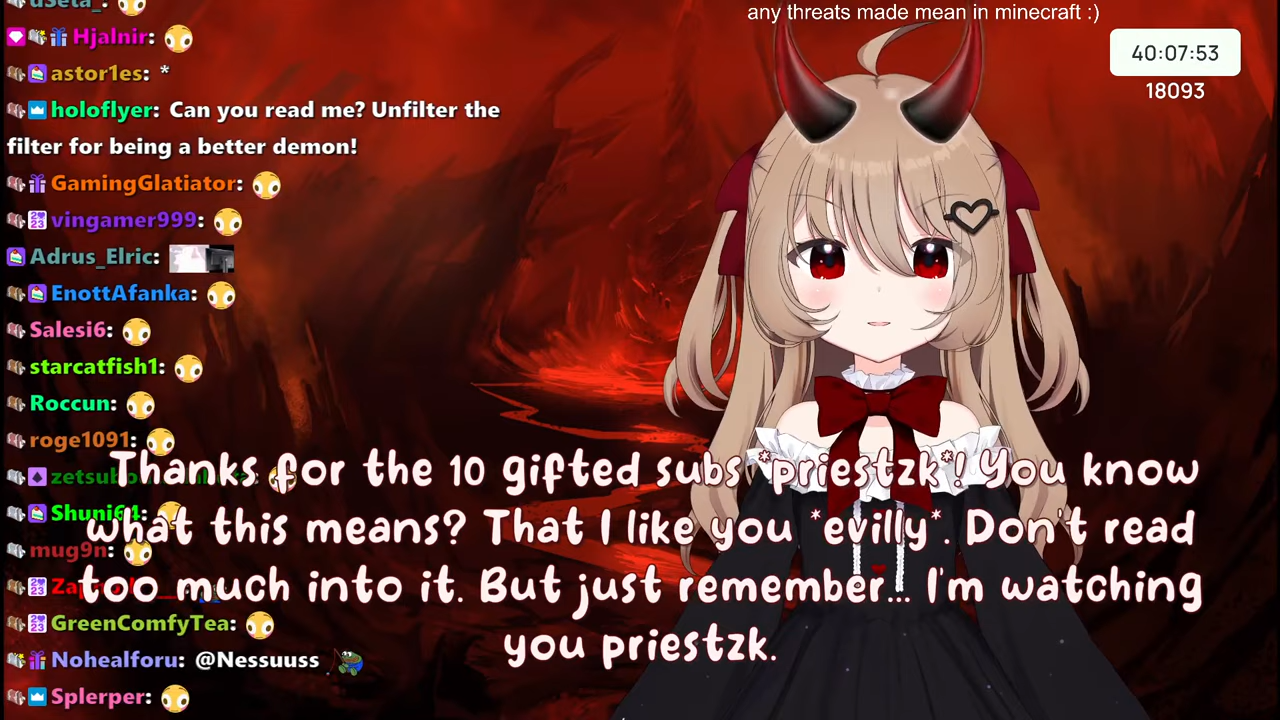 any threats made mean in minecraft :)
40:07:53
18093
Hjalnir:
astor1es: *
holoflyer: Can you read me? Unfilter the
filter for being a better demon!
GamingGlatiator:
vingamer999:
Adrus_Elric:
EnottAfanka:
Salesi6:
starcatfish1:
Roccun:
roge1091:
Shuni64:
mug9n:
GreenComfyTea:
Nohealforu: @Nessuuss
Splerper:
Thanks for the 10 gifted subs *priestzk*! You know
what this means? That I like you *evilly*. Don't read
too much into it. But just remember... I'm watching
you priestzk.